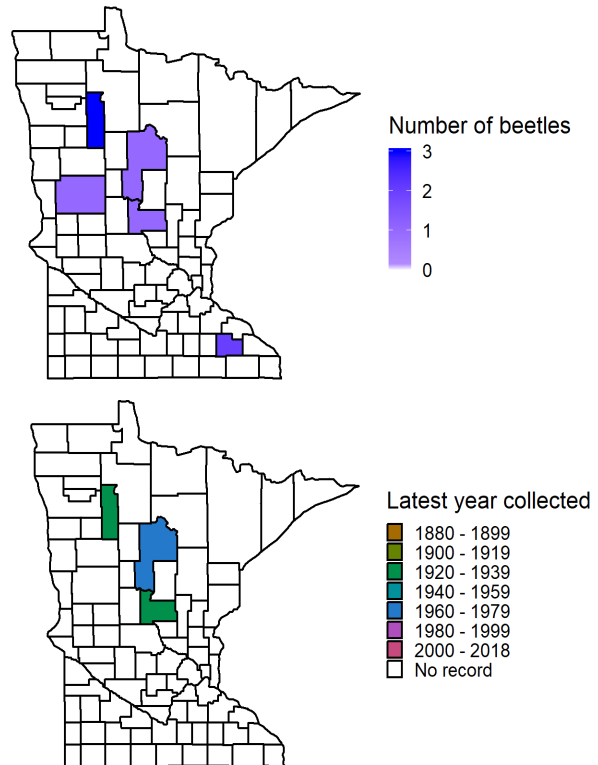 Number of beetles
3
2
1
0
Latest year collected
1880 - 1899
1900 - 1919
1920 - 1939
1940 - 1959
1960 - 1979
1980 - 1999
2000 - 2018
No record